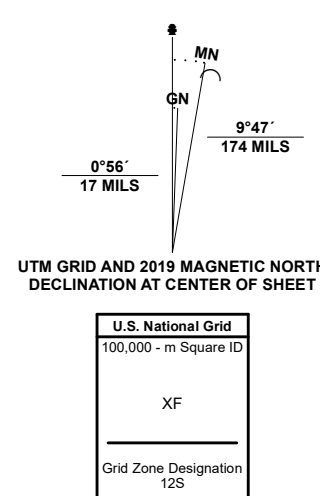 MN
GN
9°47´
174 MILS
0°56´
17 MILS
UTM GRID AND 2019 MAGNETIC NORTH
DECLINATION AT CENTER OF SHEET
U.S. National Grid
100,000 - m Square ID
XF
Grid Zone Designation
12S